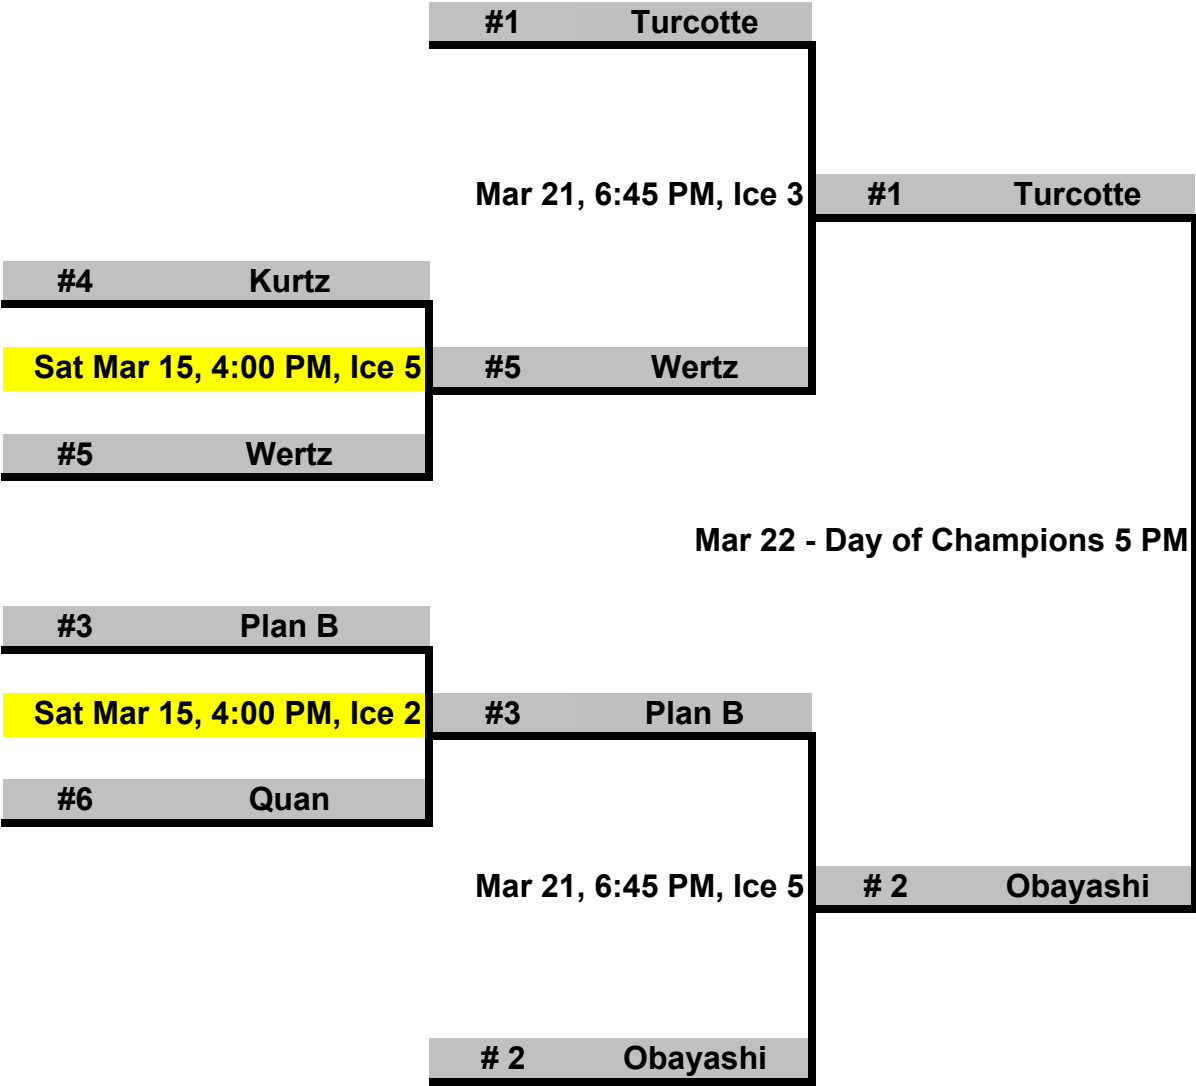 #1 Turcotte
Mar 21, 6:45 PM, Ice 3 #1 Turcotte
#4 Kurtz
Sat Mar 15, 4:00 PM, Ice 5 #5 Wertz
#5 Wertz
Mar 22 - Day of Champions 5 PM
#3 Plan B
Sat Mar 15, 4:00 PM, Ice 2 #3 Plan B
#6 Quan
Mar 21, 6:45 PM, Ice 5 # 2 Obayashi
# 2 Obayashi